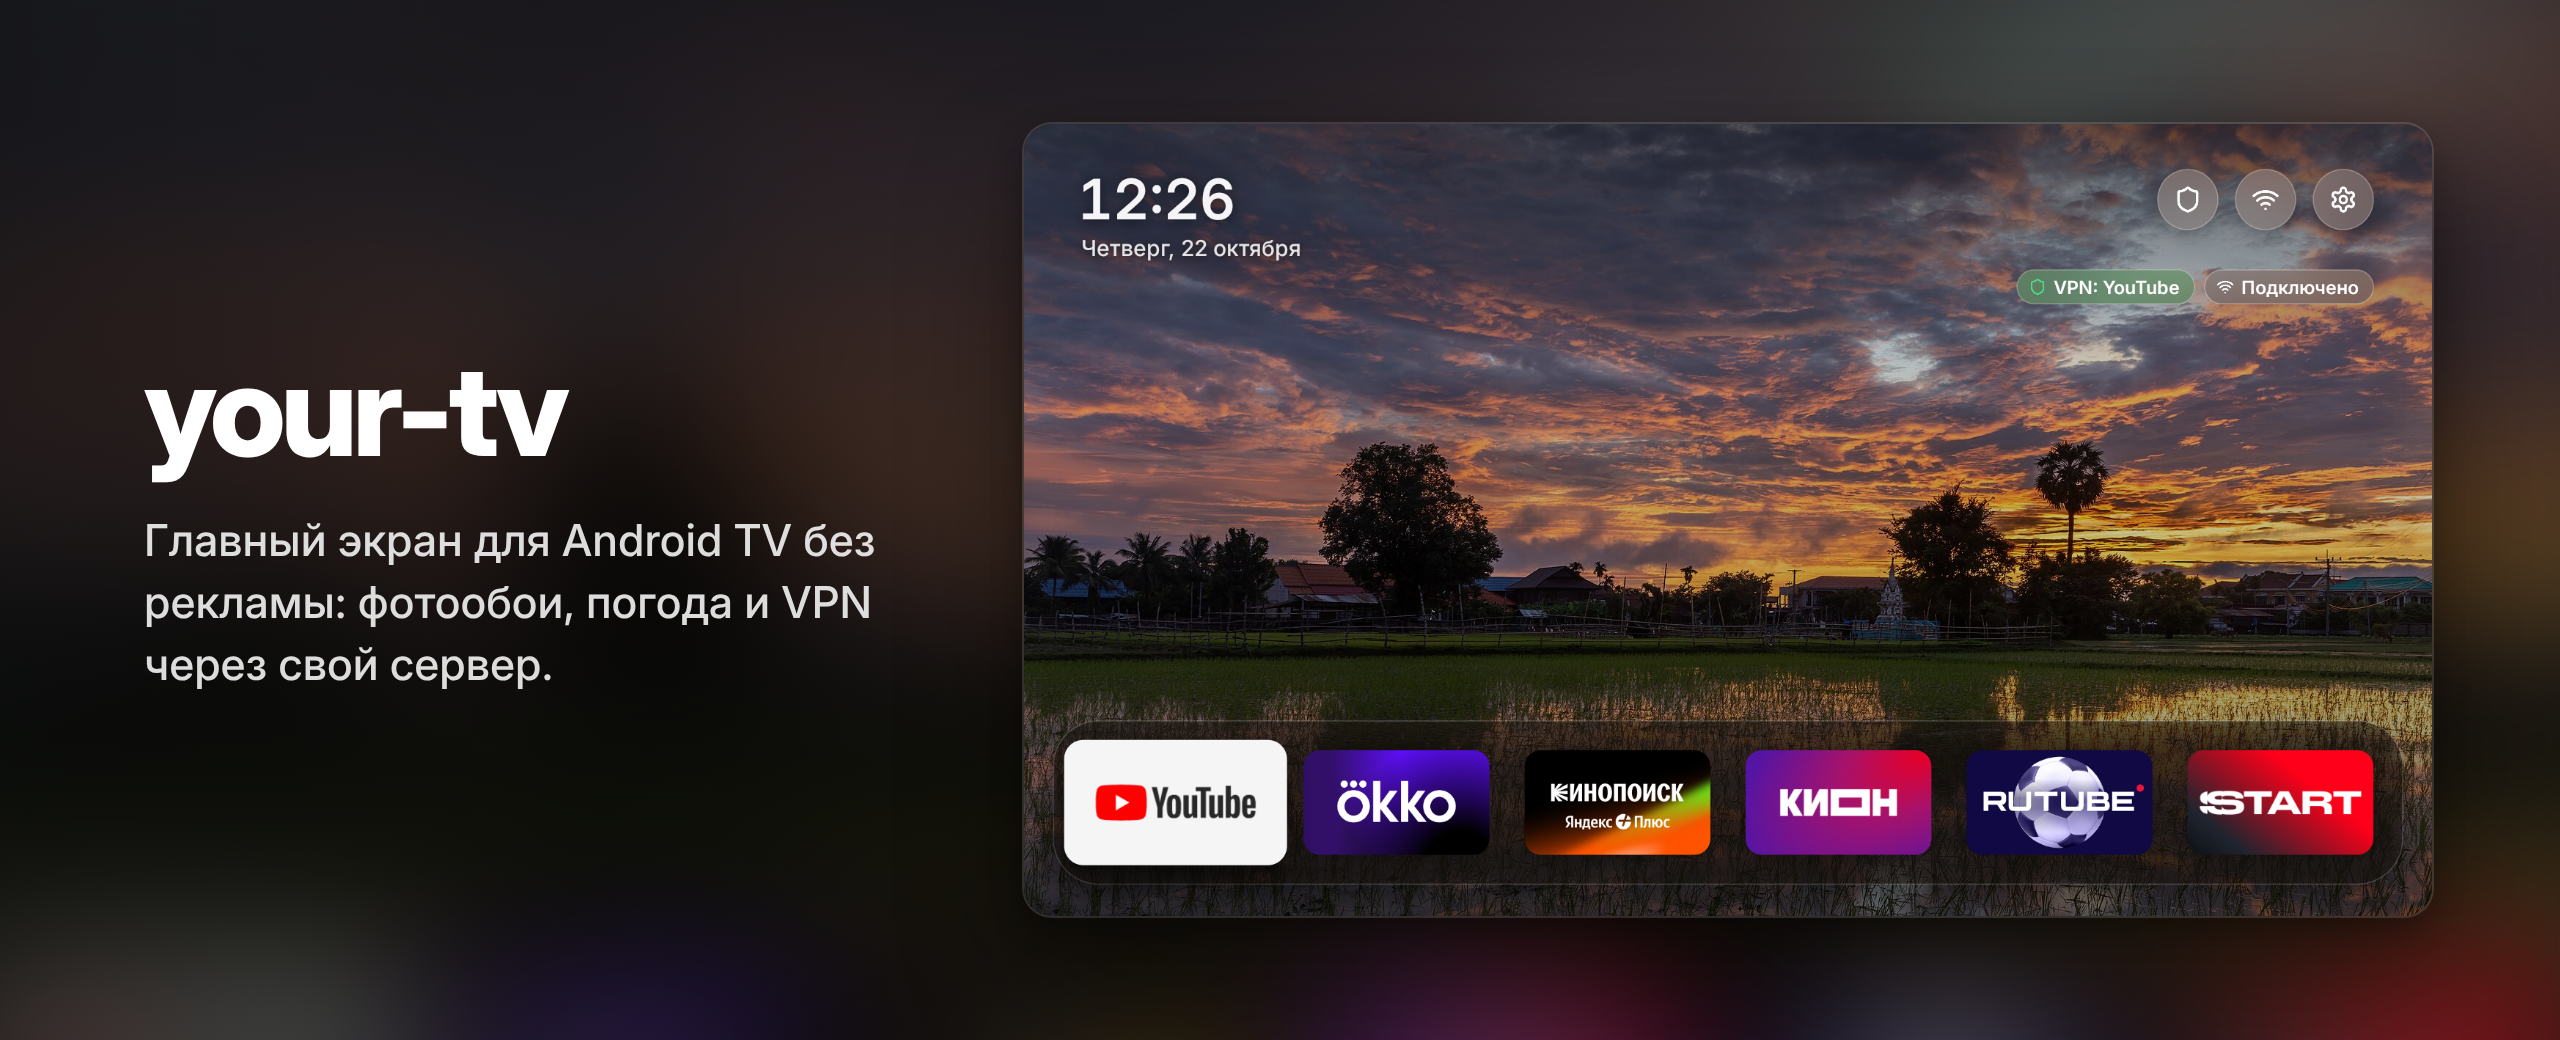 your-tv
Главный экран для Android TV без
рекламы: фотообои, погода и VPN
через свой сервер.
12:26
Четверг, 22 октября
VPN: YouTube
Подключено
YouTube
ökko
КИНОПОИСК
Яндекс Плюс
КИОН
RUTUBE
START